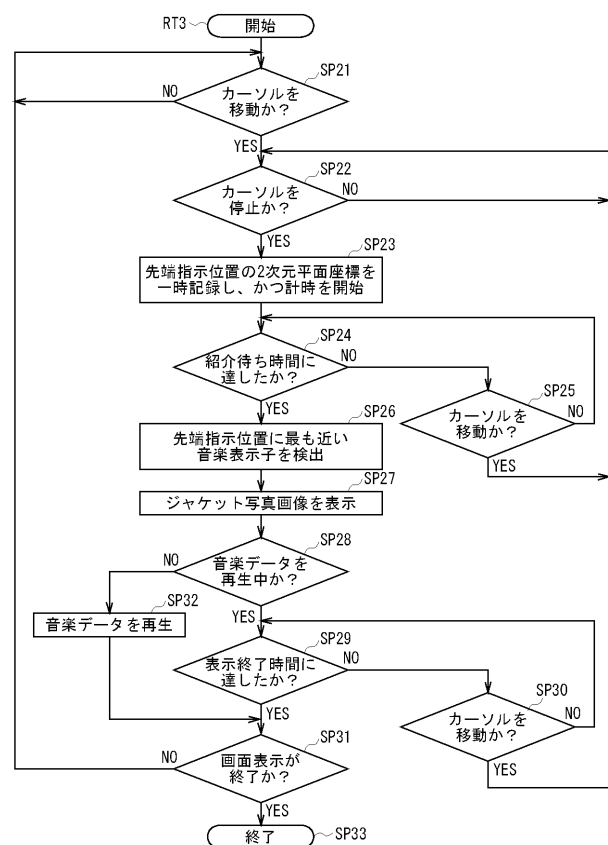 RT3
開始
SP21
カーソルを
移動か?
NO
YES
SP22
カーソルを
停止か?
NO
YES
SP23
先端指示位置の2次元平面座標を
一時記録し、かつ計時を開始
SP24
紹介待ち時間に
達したか?
NO
YES
SP25
カーソルを
移動か?
NO
YES
SP26
先端指示位置に最も近い
音楽表示子を検出
SP27
ジャケット写真画像を表示
SP28
音楽データを
再生中か?
NO
YES
SP32
音楽データを再生
SP29
表示終了時間に
達したか?
NO
YES
SP30
カーソルを
移動か?
NO
YES
SP31
画面表示が
終了か?
NO
YES
終了
SP33